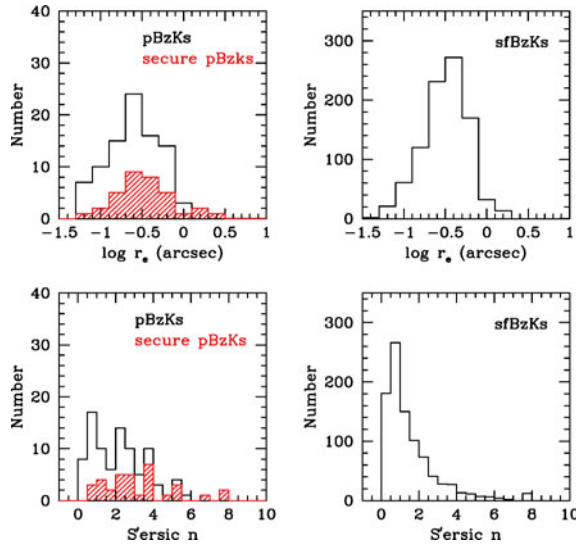 40
30
20
10
0
Number
pBzKs
secure pBzks
-1.5 -1 -0.5 0 0.5 1
log r_e (arcsec)
300
200
100
0
Number
sfBzKs
-1.5 -1 -0.5 0 0.5 1
log r_e (arcsec)
40
30
20
10
0
Number
pBzKs
secure pBzKs
0 2 4 6 8 10
S'ersic n
300
200
100
0
Number
sfBzKs
0 2 4 6 8 10
S'ersic n